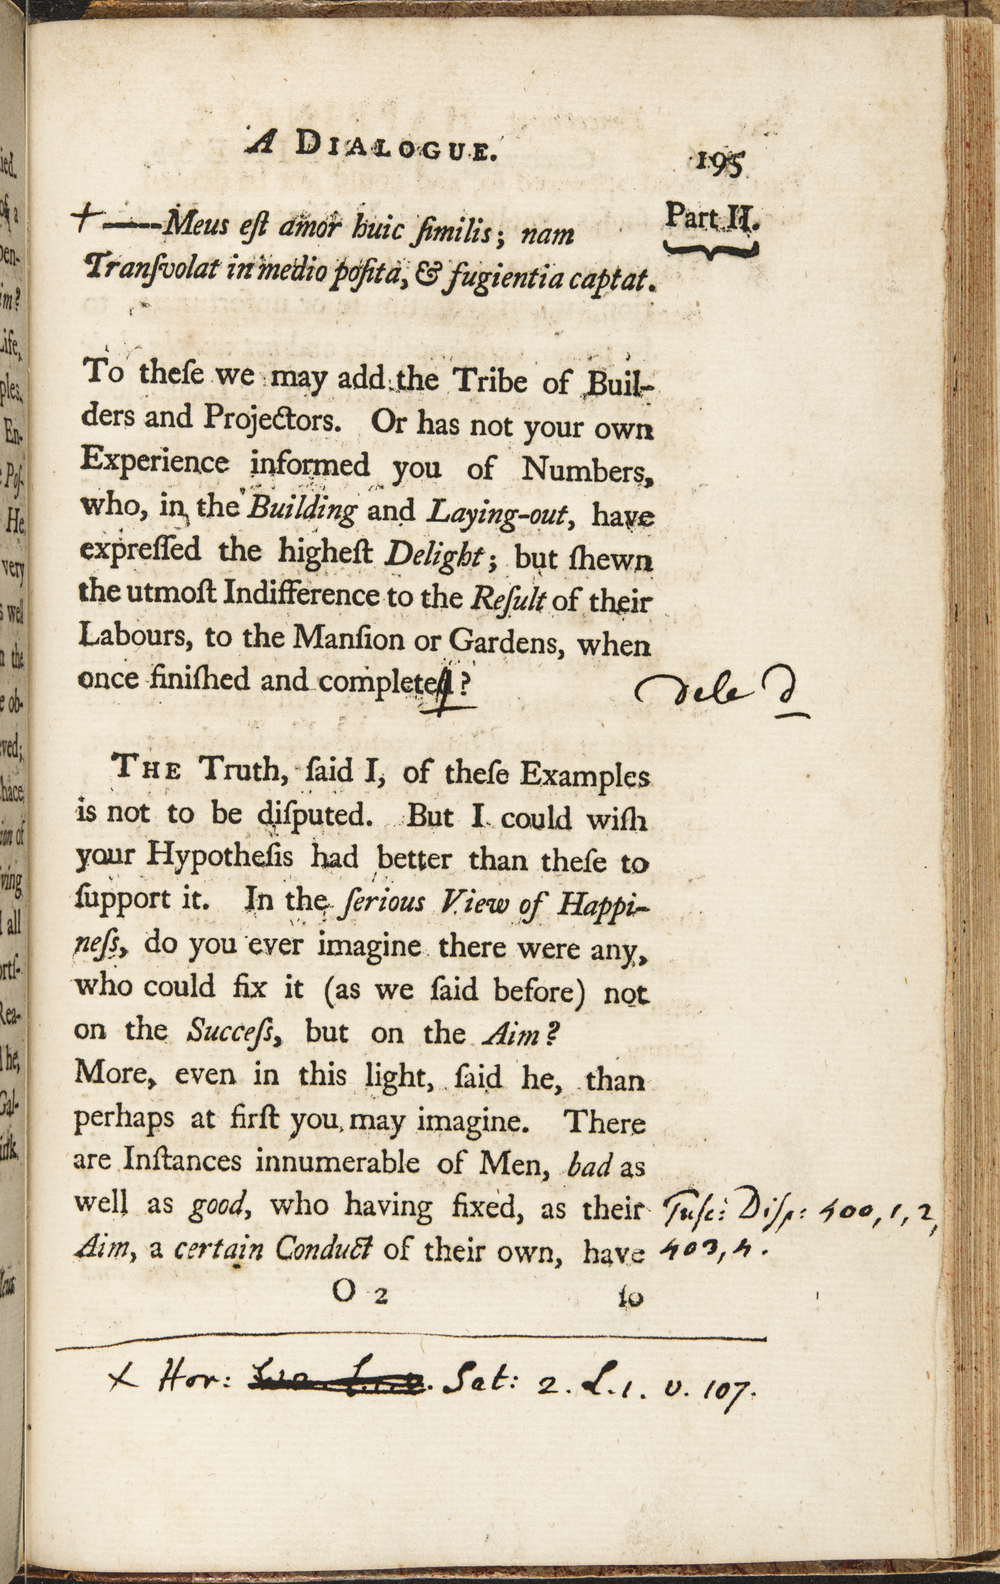 A DIALOGUE.
195
+ ——Meus eſt amor huic ſimilis; nam
Part II.
Tranſvolat in medio poſita, & fugientia captat.
To theſe we may add the Tribe of Buil-
ders and Projectors. Or has not your own
Experience informed you of Numbers,
who, in the Building and Laying-out, have
expreſſed the higheſt Delight; but ſhewn
the utmoſt Indifference to the Reſult of their
Labours, to the Manſion or Gardens, when
once finiſhed and completed?
dele d
THE Truth, ſaid I, of theſe Examples
is not to be diſputed. But I could wiſh
your Hypotheſis had better than theſe to
ſupport it. In the ſerious View of Happi-
neſs, do you ever imagine there were any,
who could fix it (as we ſaid before) not
on the Succeſs, but on the Aim?
More, even in this light, ſaid he, than
perhaps at firſt you may imagine. There
are Inſtances innumerable of Men, bad as
well as good, who having fixed, as their
Tuſc: Diſp: 400, 1, 2,
Aim, a certain Conduct of their own, have
403, 4.
O 2
ſo
+ Hor: Sat: 2. L. 1. v. 107.